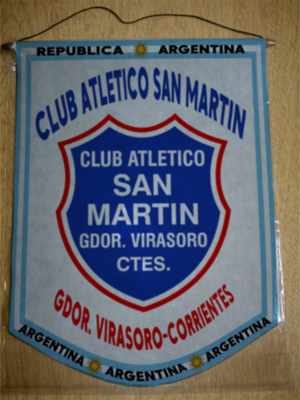 REPUBLICA ARGENTINA
CLUB ATLETICO SAN MARTIN
CLUB ATLETICO
SAN
MARTIN
GDOR. VIRASORO
CTES.
GDOR. VIRASORO-CORRIENTES
ARGENTINA ARGENTINA ARGENTINA